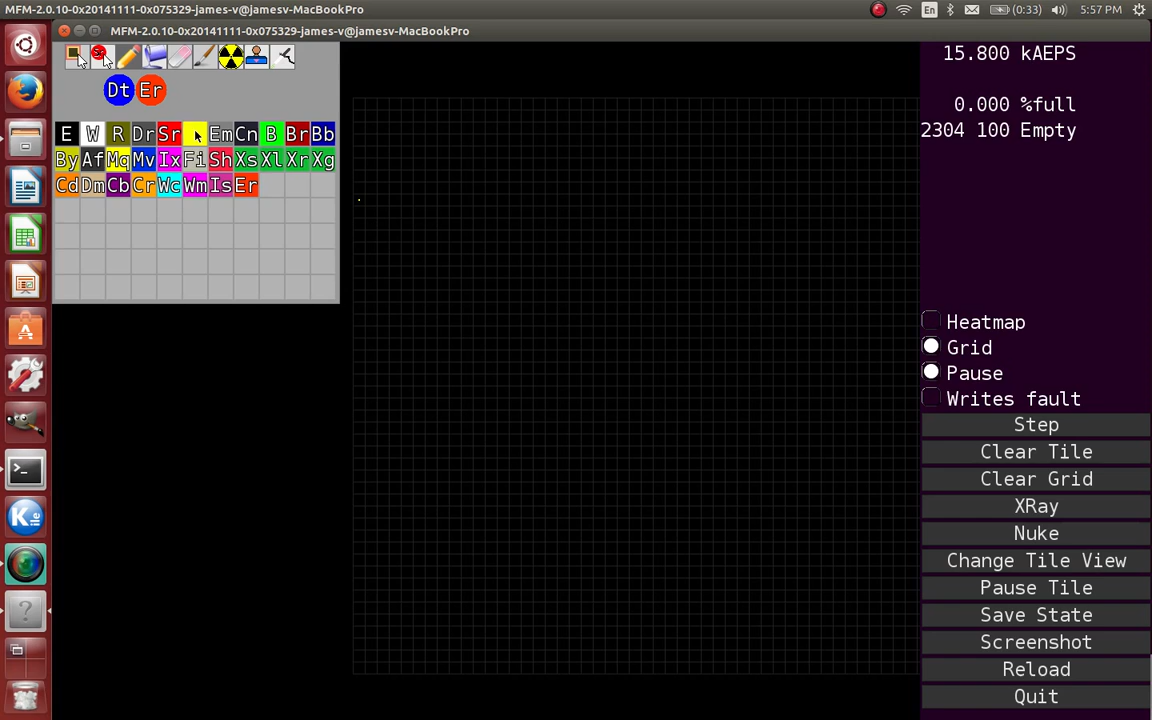 MFM-2.0.10-0x20141111-0x075329-james-v@jamesv-MacBookPro
En
(0:33)
5:57 PM
MFM-2.0.10-0x20141111-0x075329-james-v@jamesv-MacBookPro
Dt Er
E W R Dr Sr Em Cn B Br Bb
By Af Mq Mv Ix Fi Sh Xs Xl Xr Xg
Cd Dm Cb Cr Wc Wm Is Er
15.800 kAEPS
0.000 %full
2304 100 Empty
Heatmap
Grid
Pause
Writes fault
Step
Clear Tile
Clear Grid
XRay
Nuke
Change Tile View
Pause Tile
Save State
Screenshot
Reload
Quit